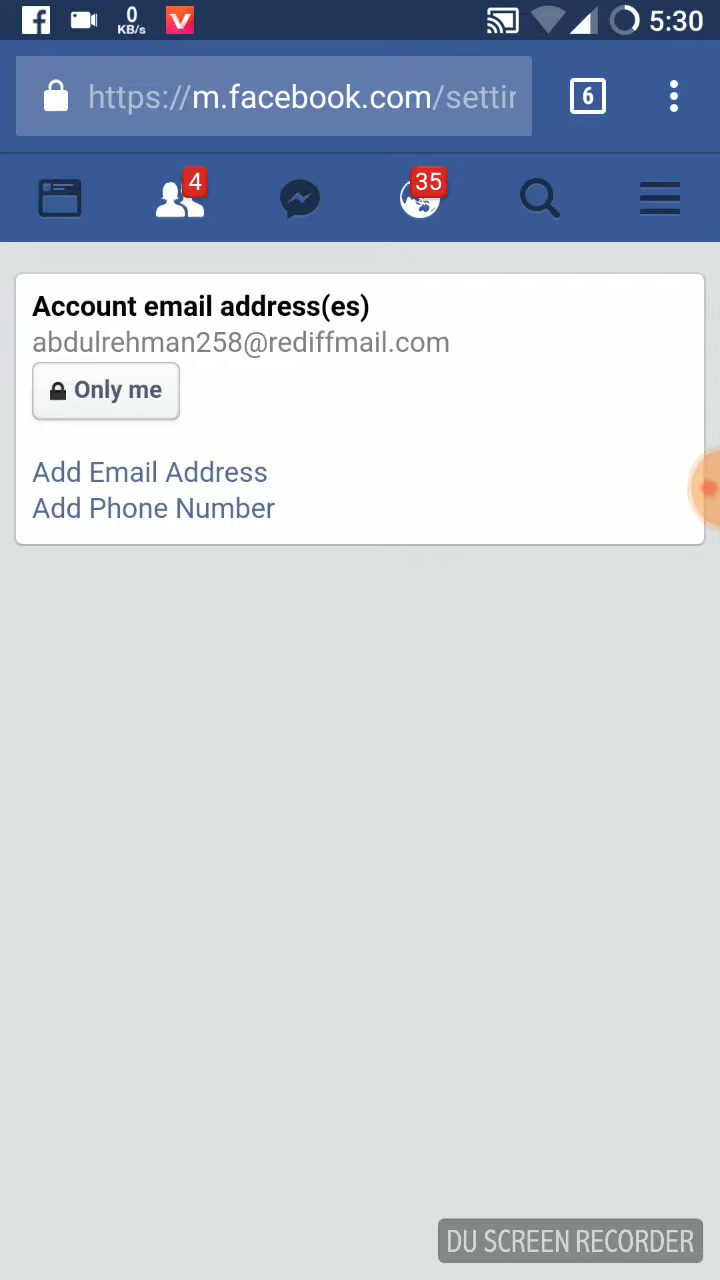 0
KB/s
5:30
https://m.facebook.com/settin
6
4
35
Account email address(es)
abdulrehman258@rediffmail.com
Only me
Add Email Address
Add Phone Number
DU SCREEN RECORDER